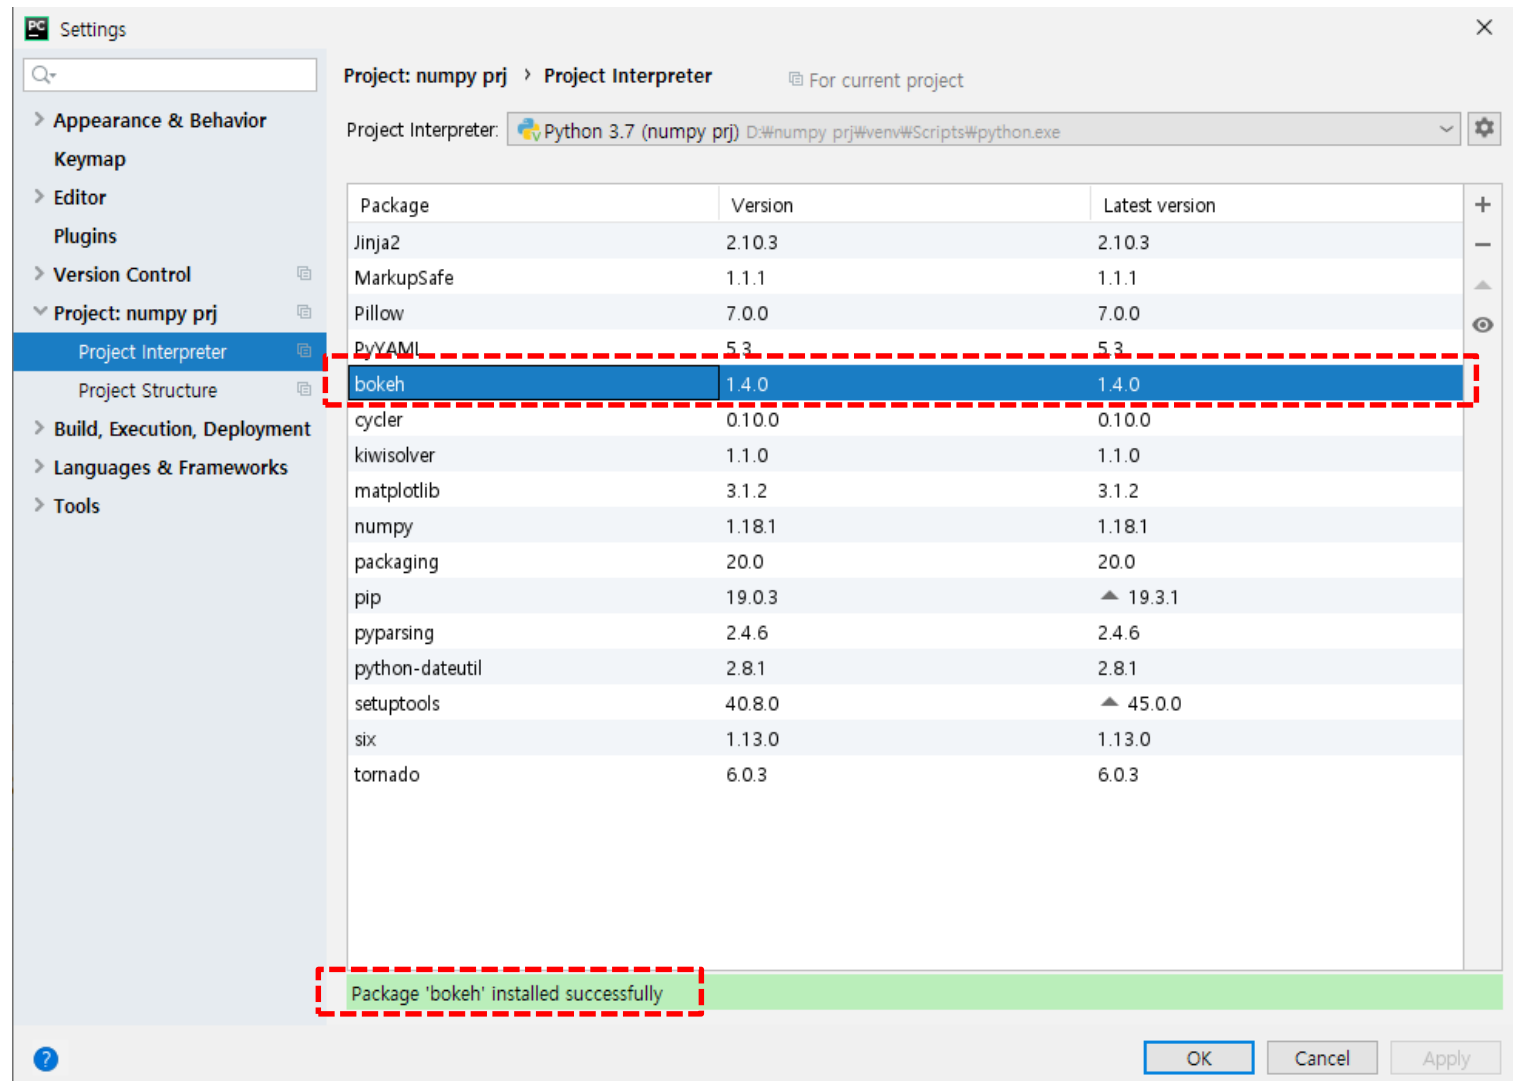 PC Settings
Project: numpy prj › Project Interpreter For current project
Appearance & Behavior
Keymap
Editor
Plugins
Version Control
Project: numpy prj
Project Interpreter
Project Structure
Build, Execution, Deployment
Languages & Frameworks
Tools
Project Interpreter: Python 3.7 (numpy prj) D:₩numpy prj₩venv₩Scripts₩python.exe
Package Version Latest version
Jinja2 2.10.3 2.10.3
MarkupSafe 1.1.1 1.1.1
Pillow 7.0.0 7.0.0
PyYAML 5.3 5.3
bokeh 1.4.0 1.4.0
cycler 0.10.0 0.10.0
kiwisolver 1.1.0 1.1.0
matplotlib 3.1.2 3.1.2
numpy 1.18.1 1.18.1
packaging 20.0 20.0
pip 19.0.3 19.3.1
pyparsing 2.4.6 2.4.6
python-dateutil 2.8.1 2.8.1
setuptools 40.8.0 45.0.0
six 1.13.0 1.13.0
tornado 6.0.3 6.0.3
Package 'bokeh' installed successfully
? OK Cancel Apply